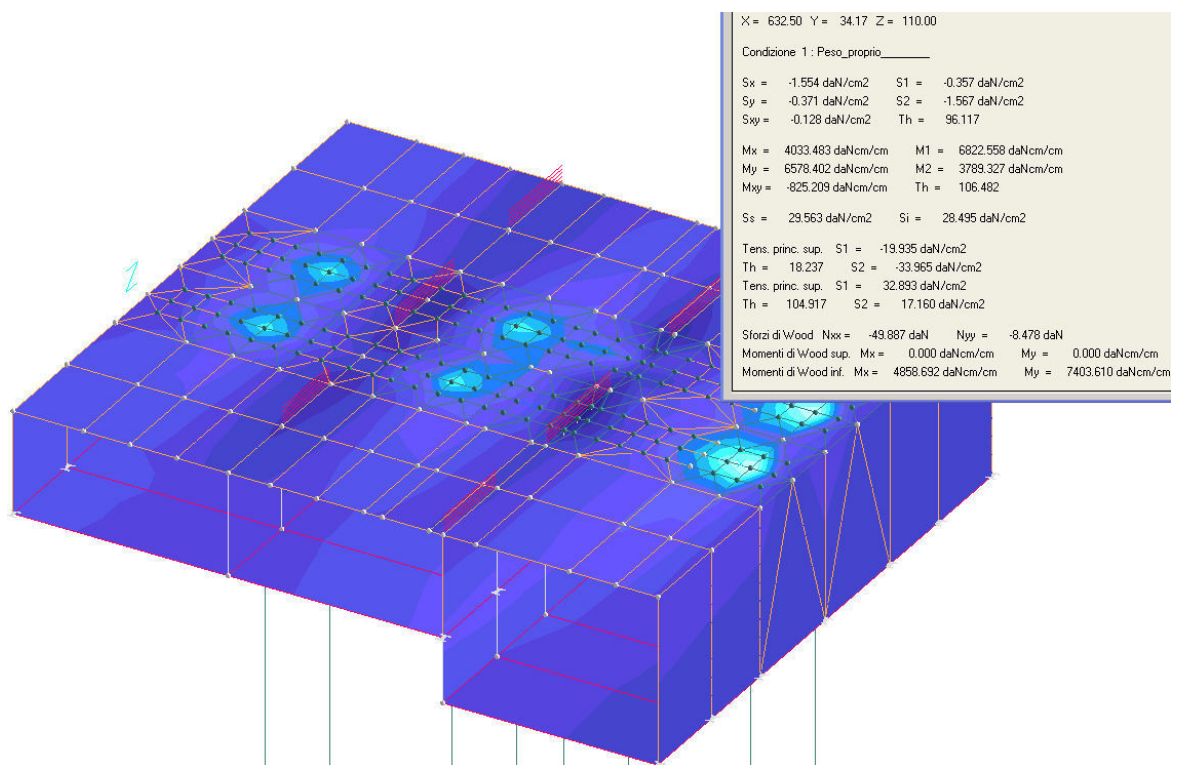 X = 632.50 Y = 34.17 Z = 110.00
Condizione 1 : Peso_proprio________
Sx = -1.554 daN/cm2 S1 = -0.357 daN/cm2
Sy = -0.371 daN/cm2 S2 = -1.567 daN/cm2
Sxy = -0.128 daN/cm2 Th = 96.117
Mx = 4033.483 daNcm/cm M1 = 6822.558 daNcm/cm
My = 6578.402 daNcm/cm M2 = 3789.327 daNcm/cm
Mxy = -825.209 daNcm/cm Th = 106.482
Ss = 29.563 daN/cm2 Si = 28.495 daN/cm2
Tens. princ. sup. S1 = -19.935 daN/cm2
Th = 18.237 S2 = -33.965 daN/cm2
Tens. princ. sup. S1 = 32.893 daN/cm2
Th = 104.917 S2 = 17.160 daN/cm2
Sforzi di Wood Nxx = -49.887 daN Nyy = -8.478 daN
Momenti di Wood sup. Mx = 0.000 daNcm/cm My = 0.000 daNcm/cm
Momenti di Wood inf. Mx = 4858.692 daNcm/cm My = 7403.610 daNcm/cm
Z